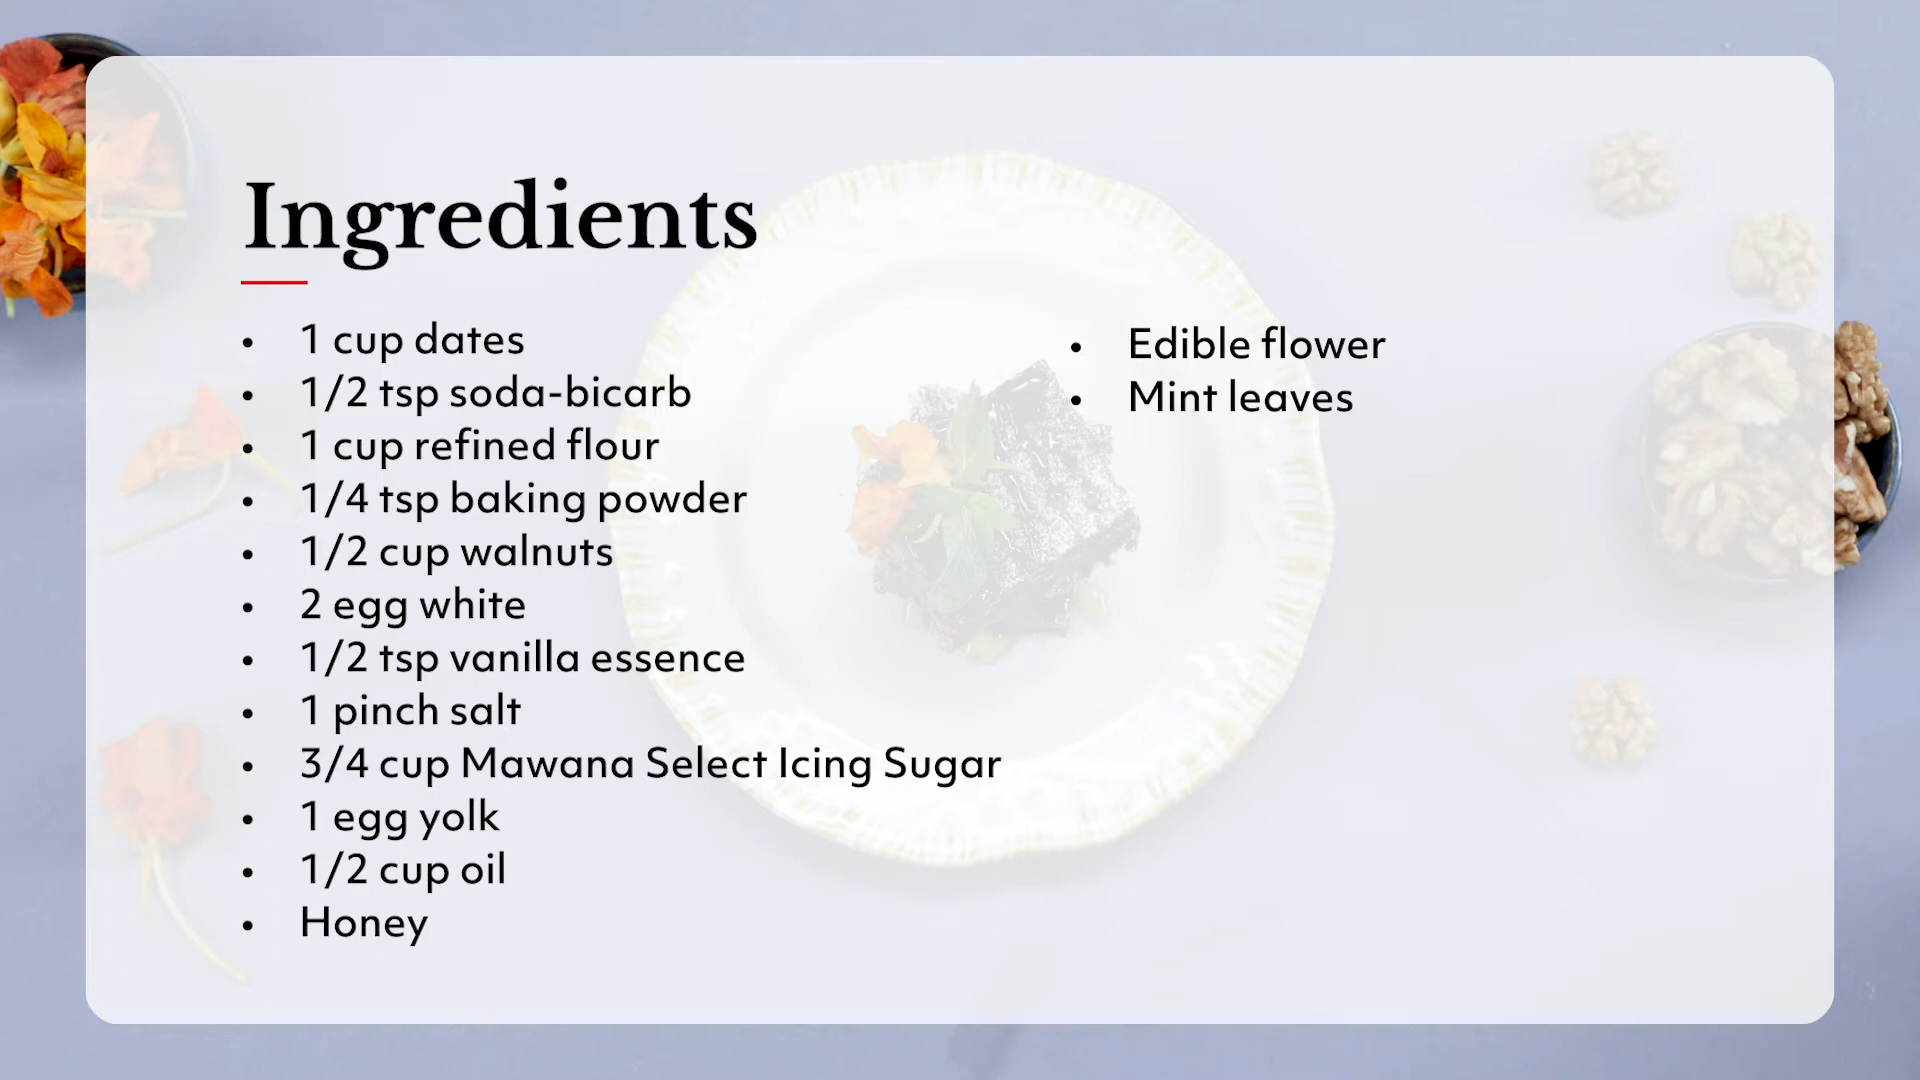 Ingredients
• 1 cup dates
• 1/2 tsp soda-bicarb
• 1 cup refined flour
• 1/4 tsp baking powder
• 1/2 cup walnuts
• 2 egg white
• 1/2 tsp vanilla essence
• 1 pinch salt
• 3/4 cup Mawana Select Icing Sugar
• 1 egg yolk
• 1/2 cup oil
• Honey
• Edible flower
• Mint leaves